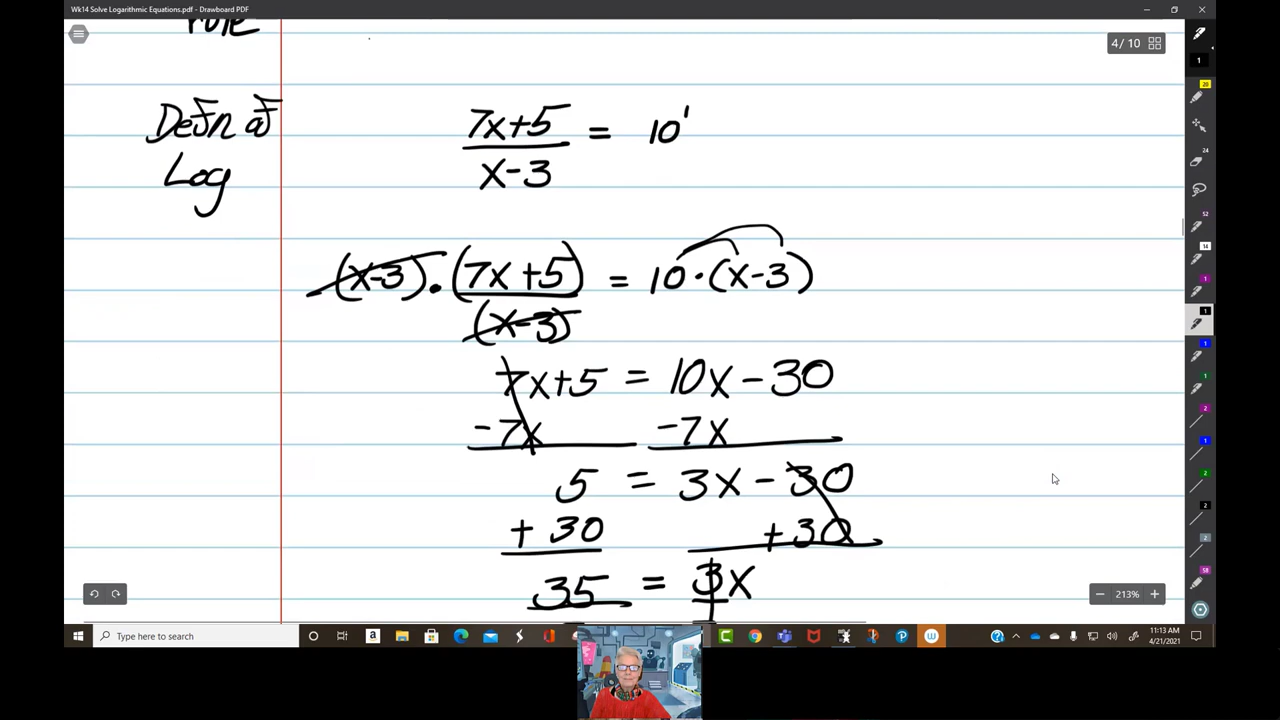 Wk14 Solve Logarithmic Equations.pdf - Drawboard PDF
rule
4/10
Defn of
Log
7x+5
x-3
= 10¹
(x-3)·(7x+5) = 10·(x-3)
(x-3)
7x+5 = 10x-30
-7x -7x
5 = 3x-30
+30 +30
35 = 3x
213%
Type here to search
11:13 AM
4/21/2021